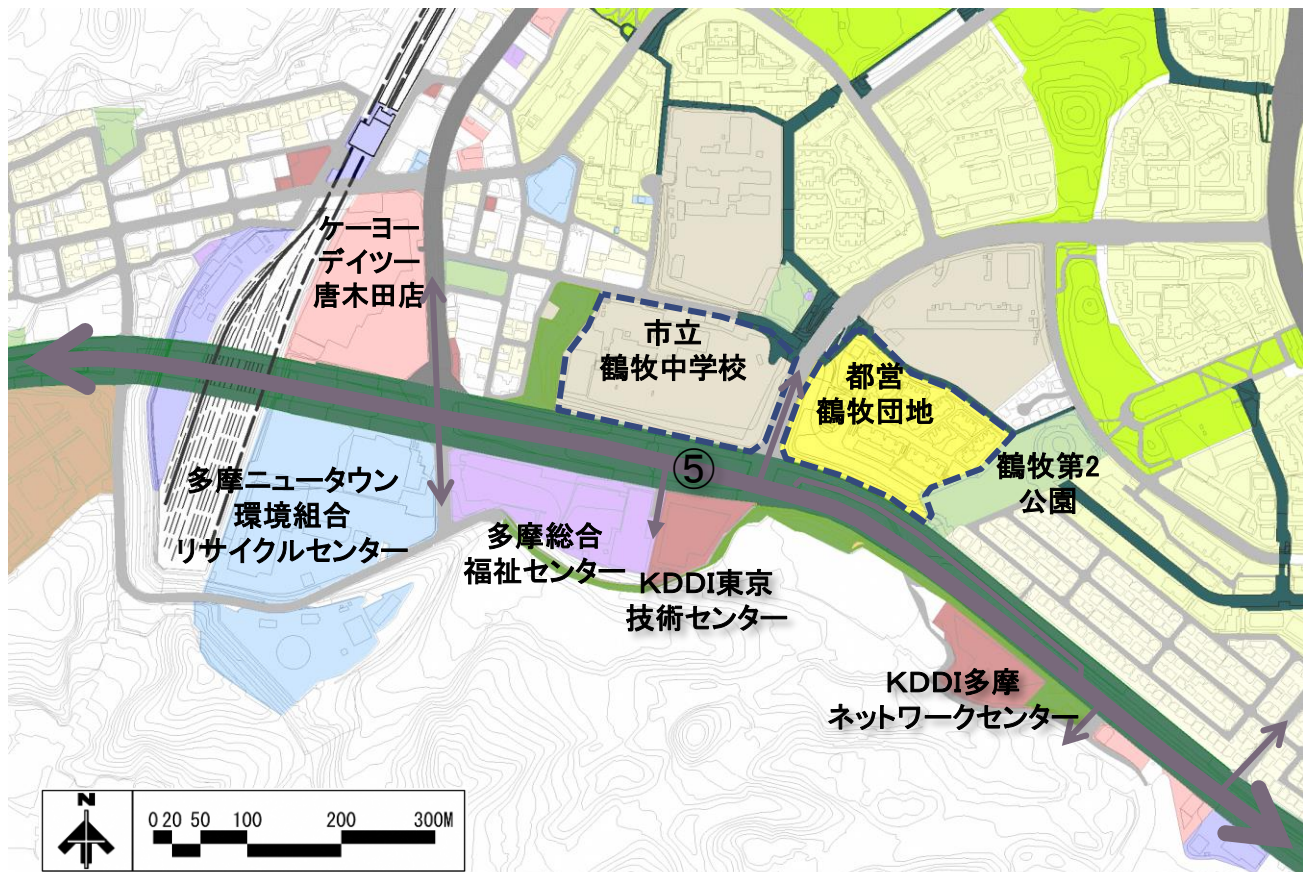 ケーヨー
デイツー
唐木田店
市立
鶴牧中学校
都営
鶴牧団地
⑤
鶴牧第2
公園
多摩ニュータウン
環境組合
リサイクルセンター
多摩総合
福祉センター
KDDI東京
技術センター
KDDI多摩
ネットワークセンター
N
0 20 50 100 200 300M